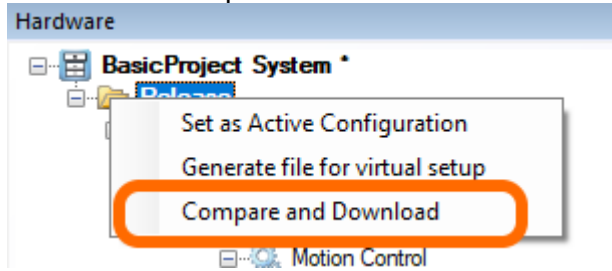 Hardware
BasicProject System *
Release
Set as Active Configuration
Generate file for virtual setup
Compare and Download
Motion Control